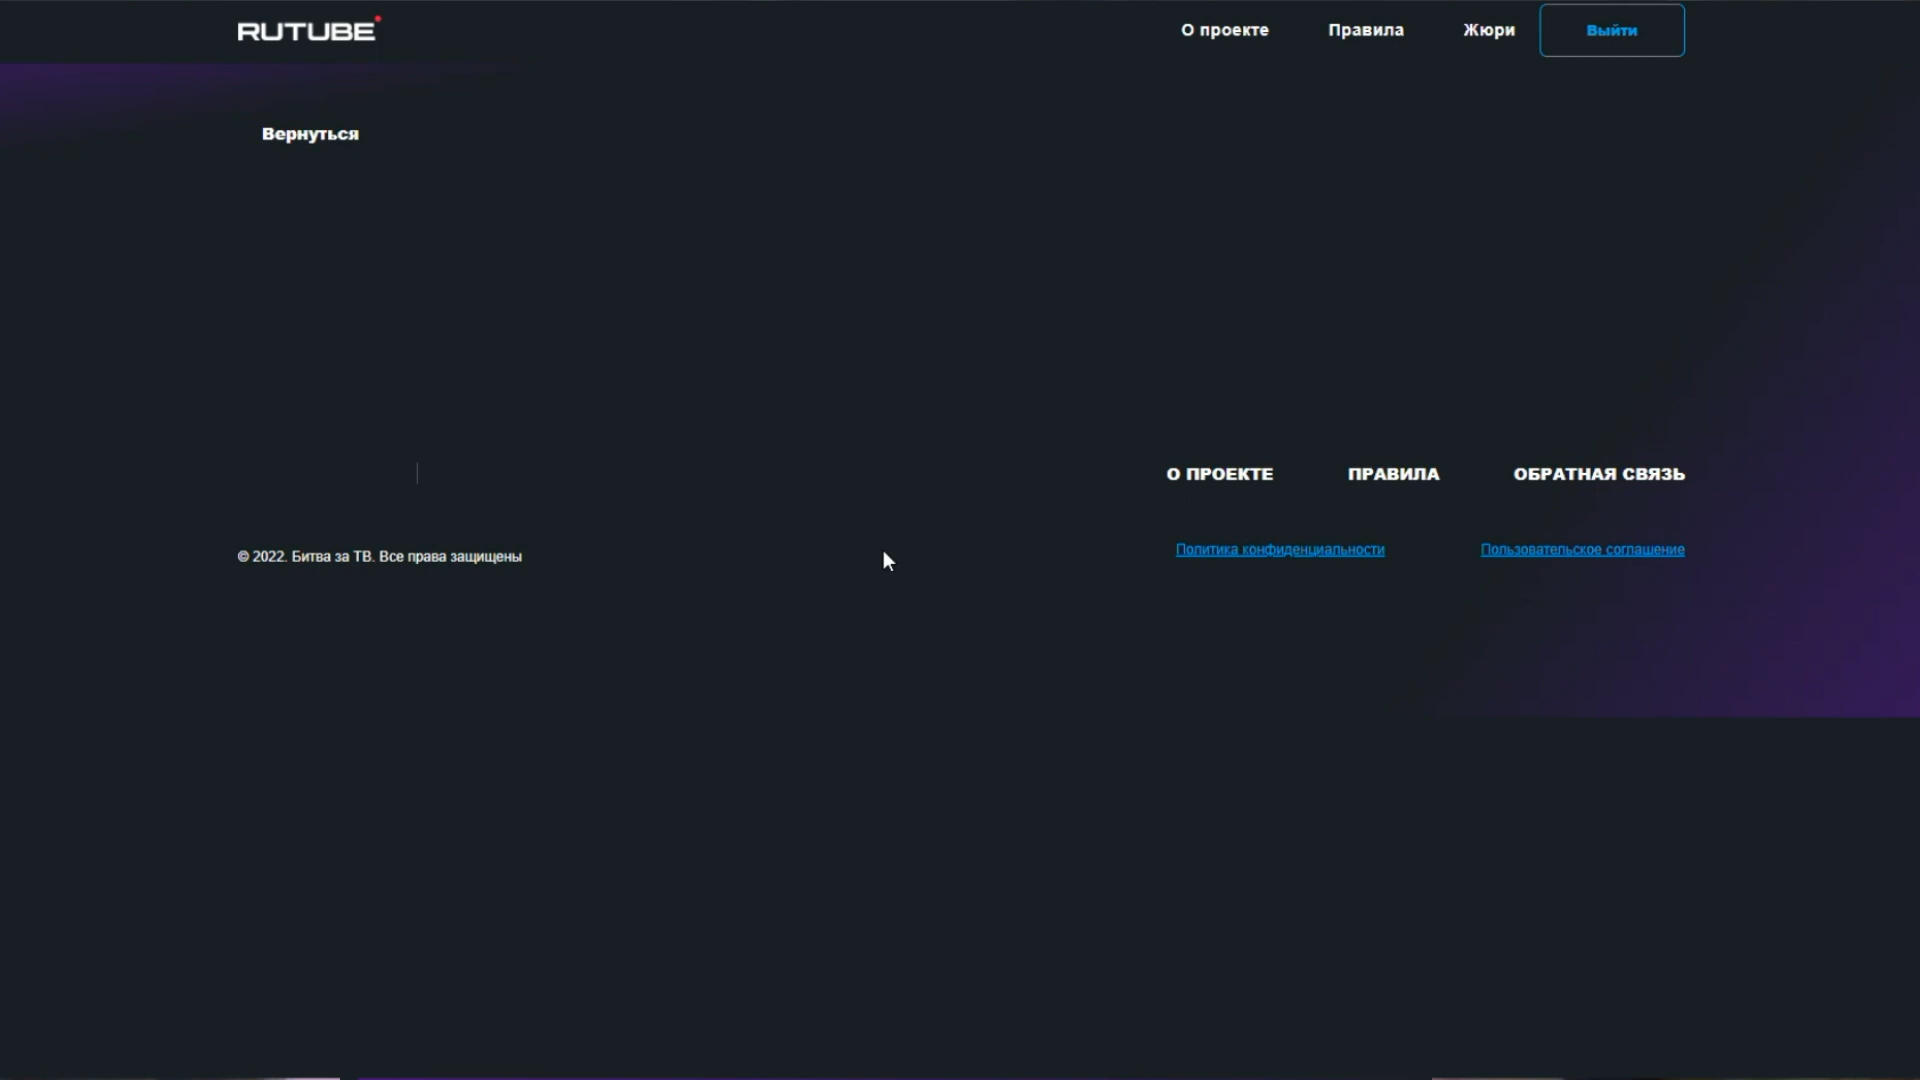 RUTUBE
О проекте
Правила
Жюри
Выйти
Вернуться
О ПРОЕКТЕ
ПРАВИЛА
ОБРАТНАЯ СВЯЗЬ
© 2022. Битва за ТВ. Все права защищены
Политика конфиденциальности
Пользовательское соглашение